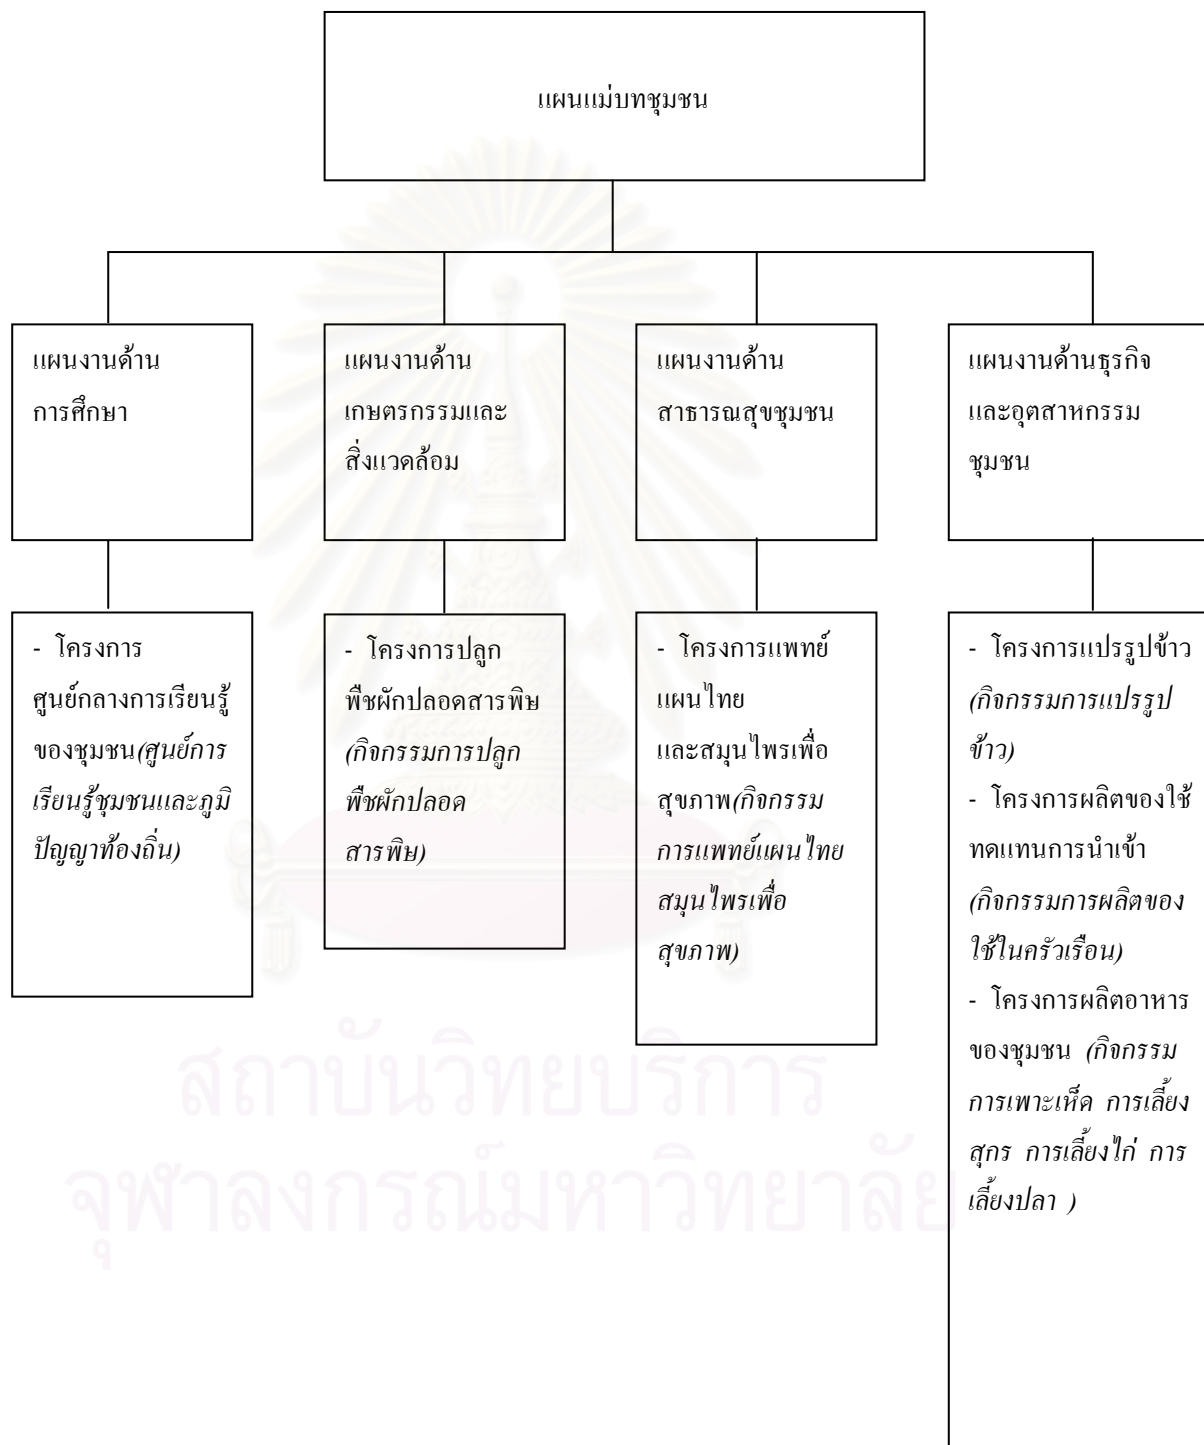 แผนแม่บทชุมชน
แผนงานด้าน
การศึกษา
แผนงานด้าน
เกษตรกรรมและ
สิ่งแวดล้อม
แผนงานด้าน
สาธารณสุขชุมชน
แผนงานด้านธุรกิจ
และอุตสาหกรรม
ชุมชน
- โครงการ
ศูนย์กลางการเรียนรู้
ของชุมชน(ศูนย์การ
เรียนรู้ชุมชนและภูมิ
ปัญญาท้องถิ่น)
- โครงการปลูก
พืชผักปลอดสารพิษ
(กิจกรรมการปลูก
พืชผักปลอด
สารพิษ)
- โครงการแพทย์
แผนไทย
และสมุนไพรเพื่อ
สุขภาพ(กิจกรรม
การแพทย์แผนไทย
สมุนไพรเพื่อ
สุขภาพ)
- โครงการแปรรูปข้าว
(กิจกรรมการแปรรูป
ข้าว)
- โครงการผลิตของใช้
ทดแทนการนำเข้า
(กิจกรรมการผลิตของ
ใช้ในครัวเรือน)
- โครงการผลิตอาหาร
ของชุมชน (กิจกรรม
การเพาะเห็ด การเลี้ยง
สุกร การเลี้ยงไก่ การ
เลี้ยงปลา )
สถาบันวิทยบริการ
จุฬาลงกรณ์มหาวิทยาลัย